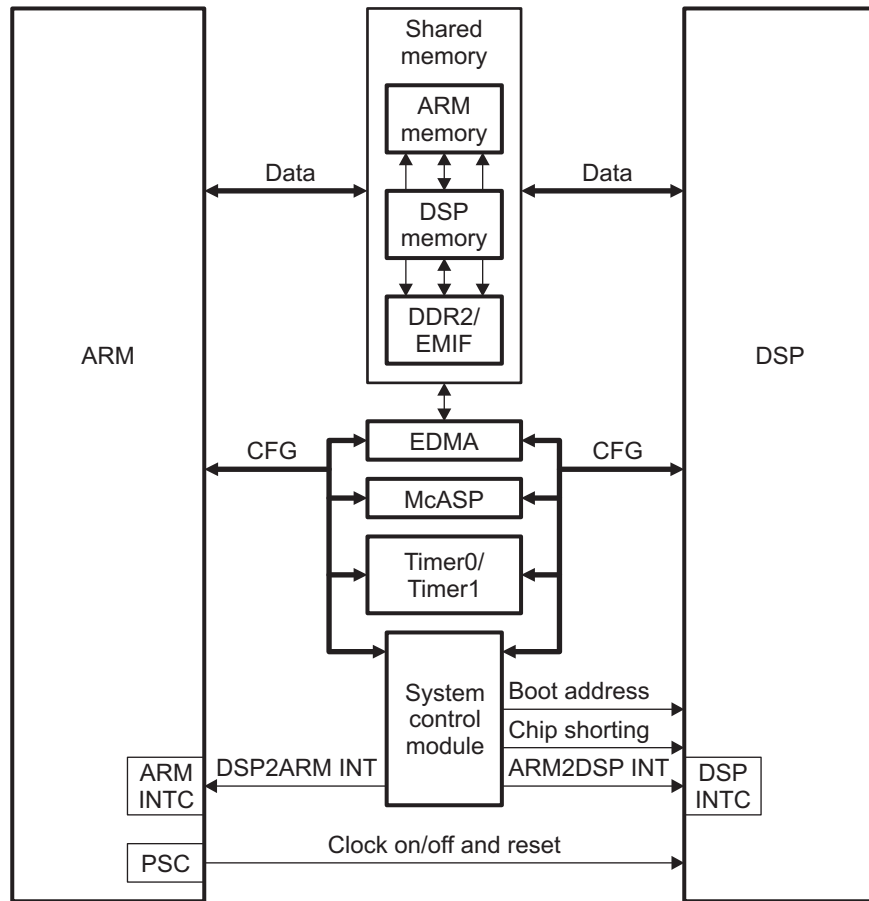 Shared
memory
ARM
memory
Data
Data
DSP
memory
DDR2/
EMIF
ARM
DSP
EDMA
CFG
CFG
McASP
Timer0/
Timer1
System
control
module
Boot address
Chip shorting
DSP2ARM INT
ARM2DSP INT
ARM
INTC
DSP
INTC
Clock on/off and reset
PSC